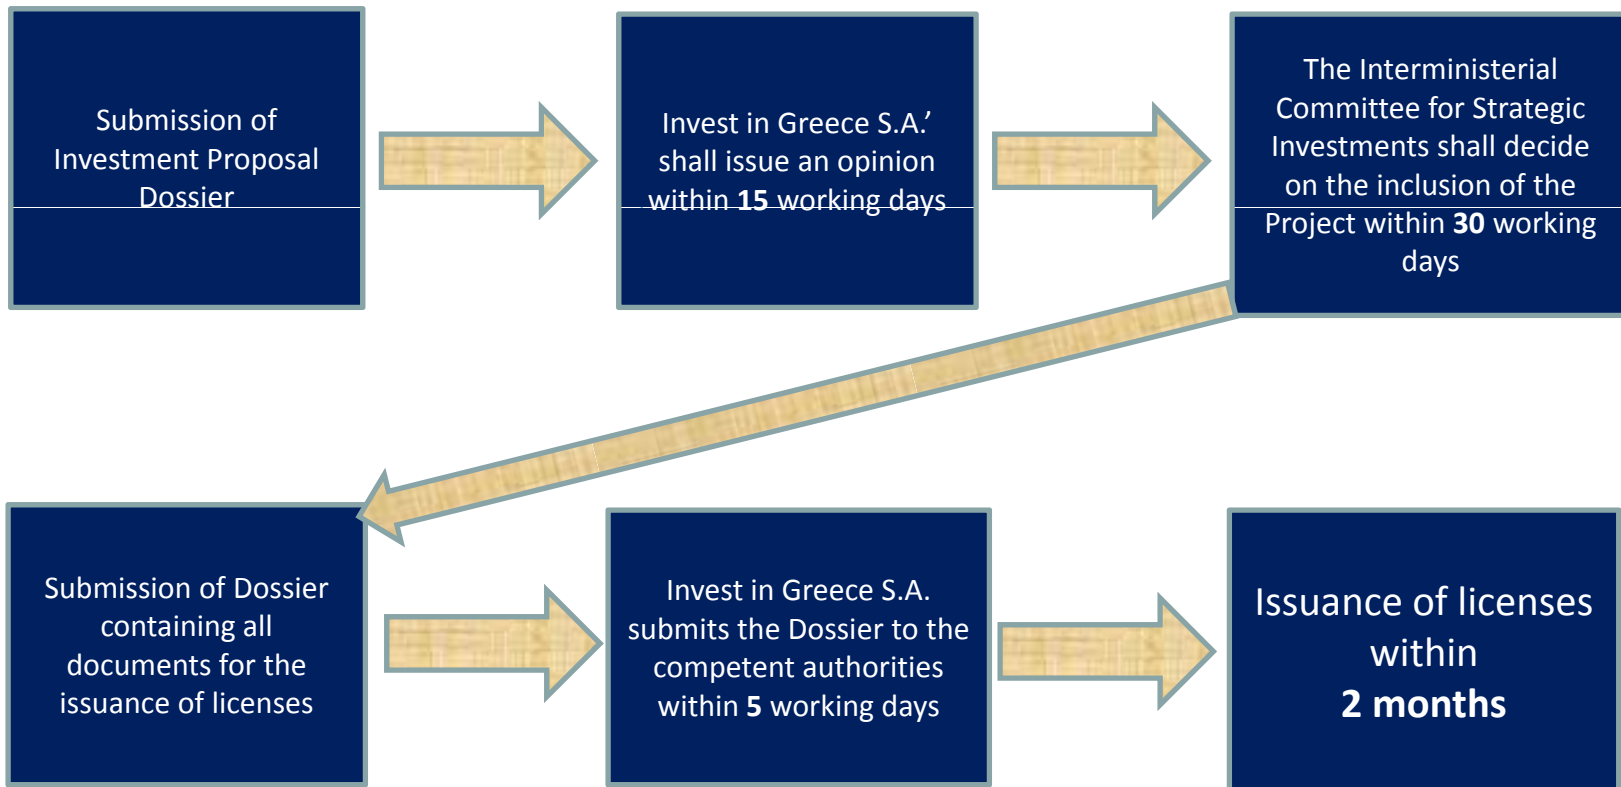 Submission of
Investment Proposal
Dossier
Invest in Greece S.A.’
shall issue an opinion
within 15 working days
The Interministerial
Committee for Strategic
Investments shall decide
on the inclusion of the
Project within 30 working
days
Submission of Dossier
containing all
documents for the
issuance of licenses
Invest in Greece S.A.
submits the Dossier to the
competent authorities
within 5 working days
Issuance of licenses
within
2 months